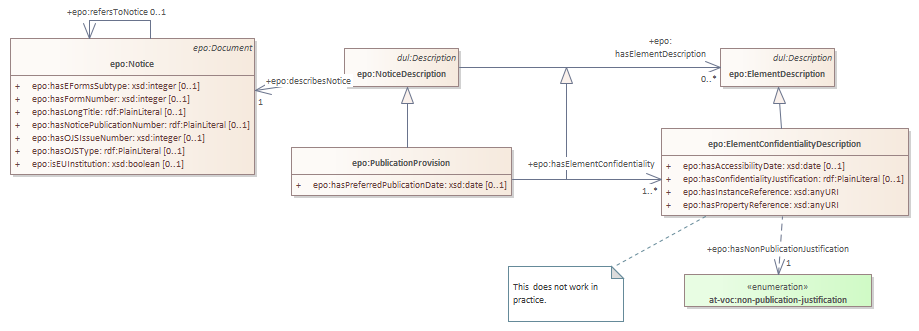 +epo:refersToNotice 0..1
epo:Document
epo:Notice
+ epo:hasEFormsSubtype: xsd:integer [0..1]
+ epo:hasFormNumber: xsd:integer [0..1]
+ epo:hasLongTitle: rdf:PlainLiteral [0..1]
+ epo:hasNoticePublicationNumber: rdf:PlainLiteral [0..1]
+ epo:hasOJSIssueNumber: xsd:integer [0..1]
+ epo:hasOJSType: rdf:PlainLiteral [0..1]
+ epo:isEUInstitution: xsd:boolean [0..1]
+epo:describesNotice
1
dul:Description
epo:NoticeDescription
+epo:
hasElementDescription
0..*
dul:Description
epo:ElementDescription
epo:PublicationProvision
+ epo:hasPreferredPublicationDate: xsd:date [0..1]
+epo:hasElementConfidentiality
1..*
epo:ElementConfidentialityDescription
+ epo:hasAccessibilityDate: xsd:date [0..1]
+ epo:hasConfidentialityJustification: rdf:PlainLiteral [0..1]
+ epo:hasInstanceReference: xsd:anyURI
+ epo:hasPropertyReference: xsd:anyURI
+epo:hasNonPublicationJustification
1
This does not work in
practice.
«enumeration»
at-voc:non-publication-justification